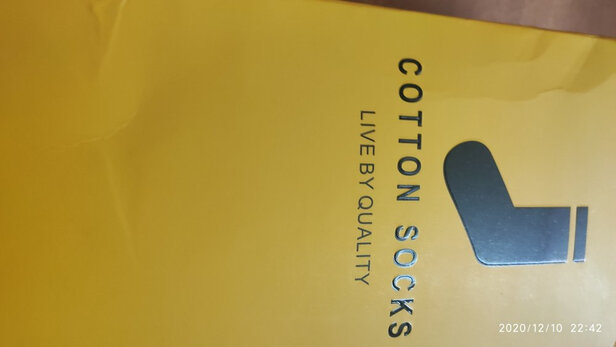 COTTON SOCKS
LIVE BY QUALITY
2020/12/10 22:42